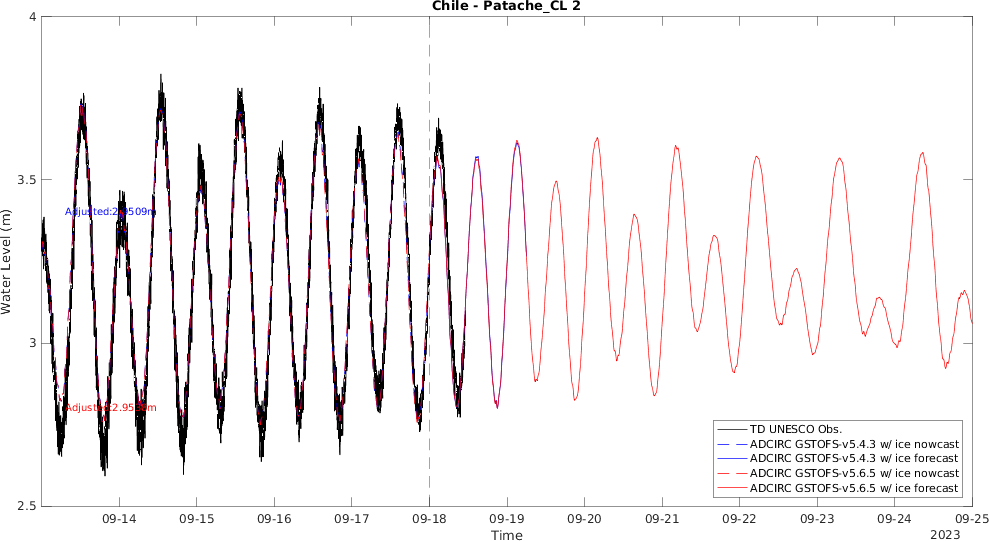 Chile - Patache_CL 2
4
3.5
3
2.5
Water Level (m)
Adjusted:2.9509m
09-14
09-15
09-16
09-17
09-18
09-19
09-20
09-21
09-22
09-23
09-24
09-25
Time
2023
TD UNESCO Obs.
ADCIRC GSTOFS-v5.4.3 w/ ice nowcast
ADCIRC GSTOFS-v5.4.3 w/ ice forecast
ADCIRC GSTOFS-v5.6.5 w/ ice nowcast
ADCIRC GSTOFS-v5.6.5 w/ ice forecast